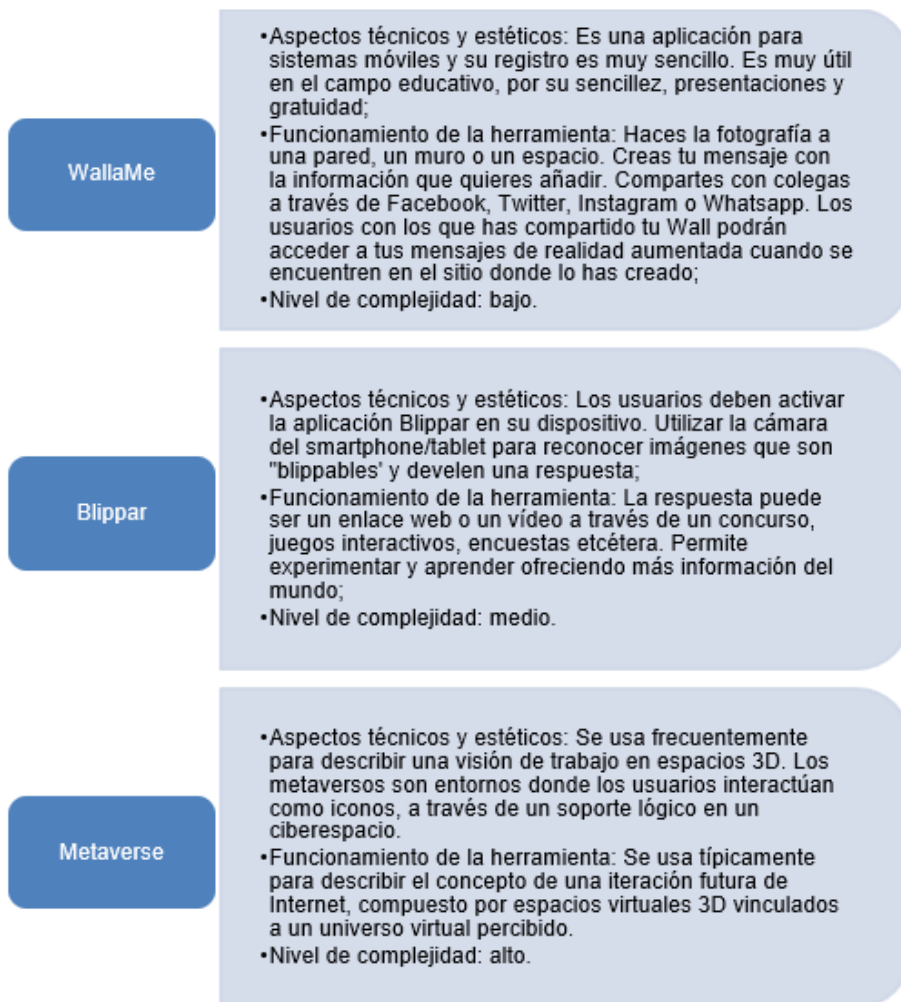 WallaMe
•Aspectos técnicos y estéticos: Es una aplicación para
sistemas móviles y su registro es muy sencillo. Es muy útil
en el campo educativo, por su sencillez, presentaciones y
gratuidad;
•Funcionamiento de la herramienta: Haces la fotografía a
una pared, un muro o un espacio. Creas tu mensaje con
la información que quieres añadir. Compartes con colegas
a través de Facebook, Twitter, Instagram o Whatsapp. Los
usuarios con los que has compartido tu Wall podrán
acceder a tus mensajes de realidad aumentada cuando se
encuentren en el sitio donde lo has creado;
•Nivel de complejidad: bajo.
Blippar
•Aspectos técnicos y estéticos: Los usuarios deben activar
la aplicación Blippar en su dispositivo. Utilizar la cámara
del smartphone/tablet para reconocer imágenes que son
"blippables' y develen una respuesta;
•Funcionamiento de la herramienta: La respuesta puede
ser un enlace web o un vídeo a través de un concurso,
juegos interactivos, encuestas etcétera. Permite
experimentar y aprender ofreciendo más información del
mundo;
•Nivel de complejidad: medio.
Metaverse
•Aspectos técnicos y estéticos: Se usa frecuentemente
para describir una visión de trabajo en espacios 3D. Los
metaversos son entornos donde los usuarios interactúan
como iconos, a través de un soporte lógico en un
ciberespacio.
•Funcionamiento de la herramienta: Se usa típicamente
para describir el concepto de una iteración futura de
Internet, compuesto por espacios virtuales 3D vinculados
a un universo virtual percibido.
•Nivel de complejidad: alto.